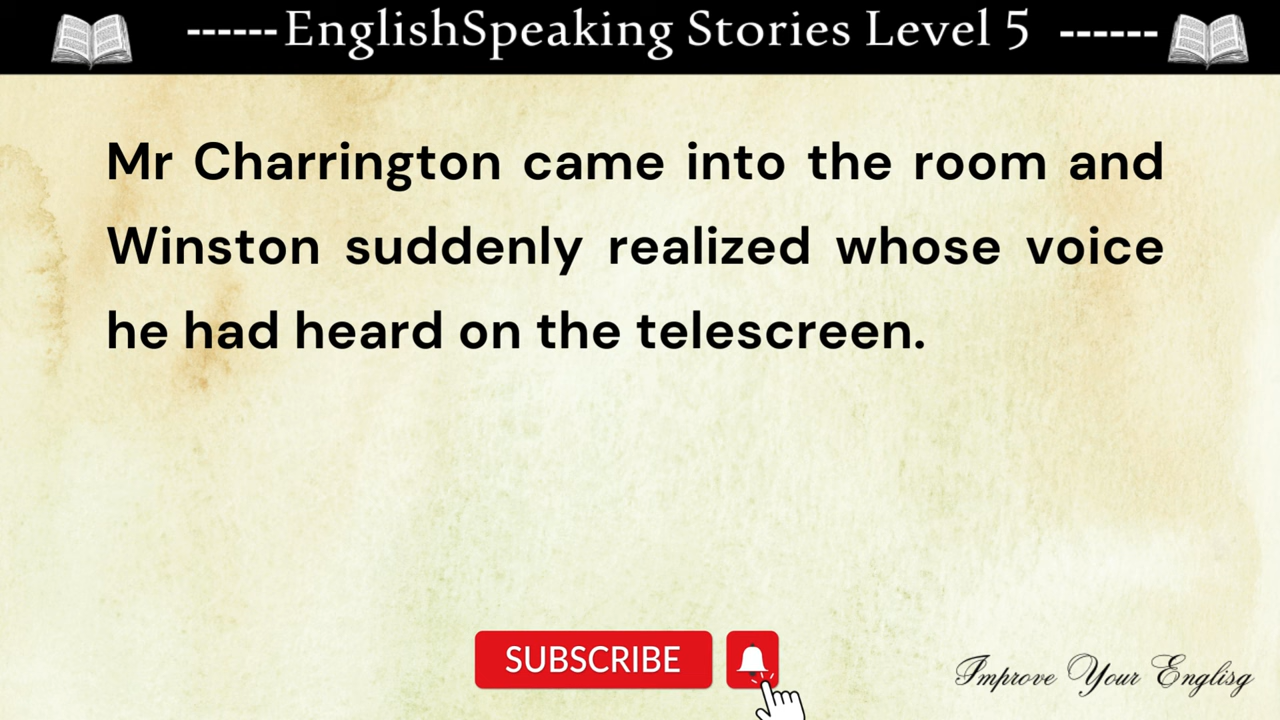 ------EnglishSpeaking Stories Level 5 ------
Mr Charrington came into the room and
Winston suddenly realized whose voice
he had heard on the telescreen.
SUBSCRIBE
Improve Your Englisg